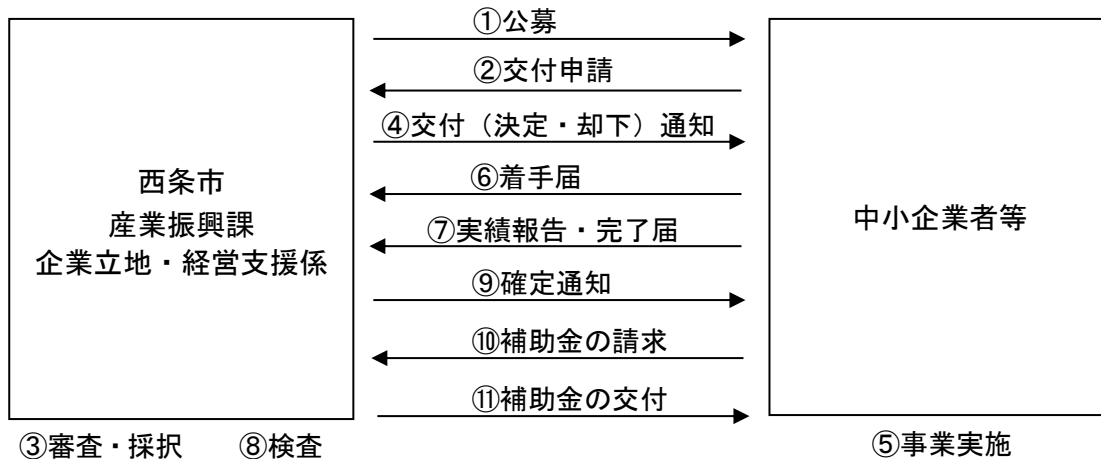 ①公募
②交付申請
④交付（決定・却下）通知
⑥着手届
⑦実績報告・完了届
⑨確定通知
⑩補助金の請求
⑪補助金の交付
西条市
産業振興課
企業立地・経営支援係
中小企業者等
③審査・採択 ⑧検査
⑤事業実施